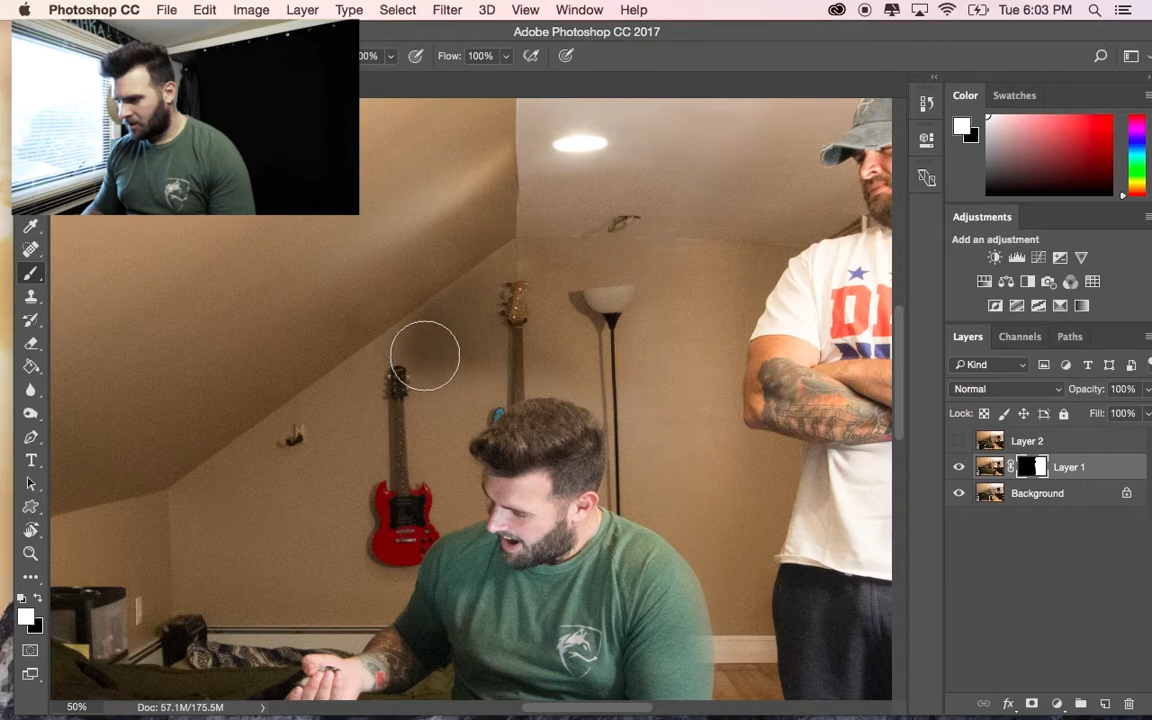 Photoshop CC File Edit Image Layer Type Select Filter 3D View Window Help Tue 6:03 PM
Adobe Photoshop CC 2017
Flow: 100%
Color Swatches
Adjustments
Add an adjustment
Layers Channels Paths
Kind
Normal Opacity: 100%
Lock: Fill: 100%
Layer 2
Layer 1
Background
50% Doc: 57.1M/175.5M